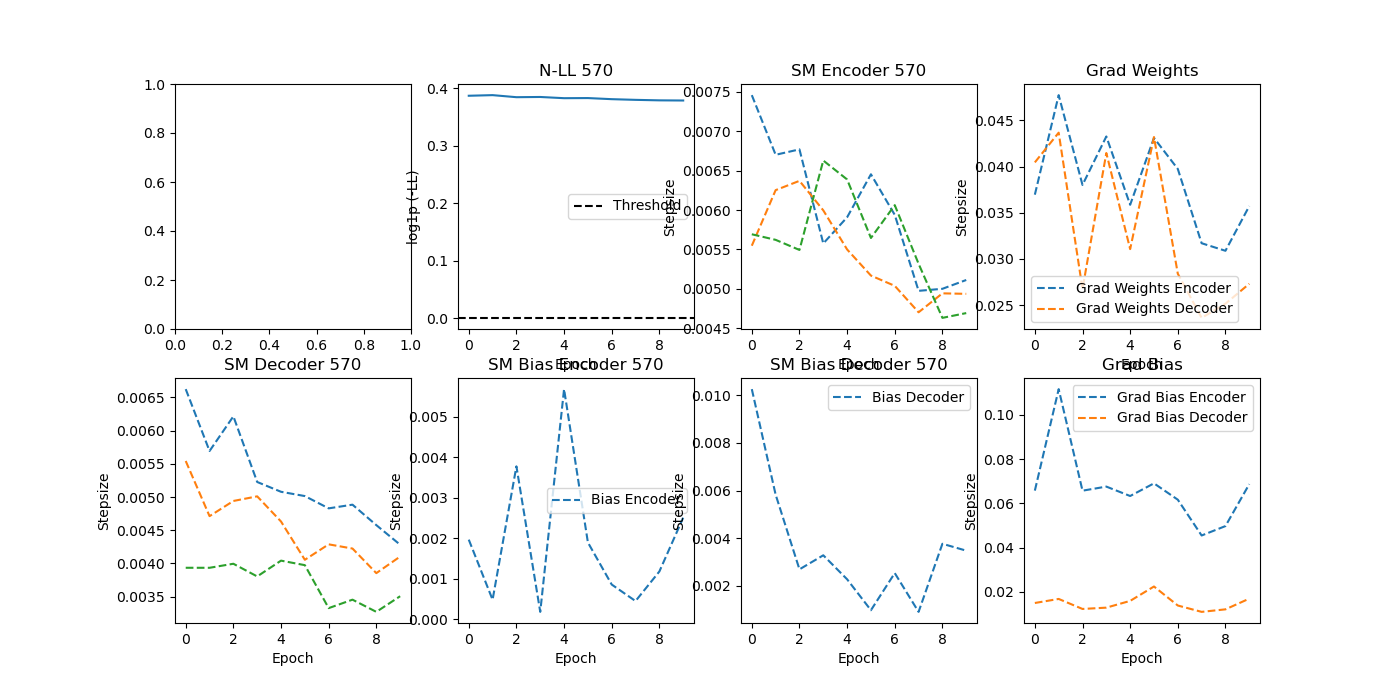 N-LL 570
SM Encoder 570
Grad Weights
1.0
0.8
0.6
0.4
0.2
0.0
0.0 0.2 0.4 0.6 0.8 1.0
log1p (-LL)
0.4
0.3
0.2
0.1
0.0
Threshold
0 2 4 6 8
Epoch
Stepsize
0.0075
0.0070
0.0065
0.0060
0.0055
0.0050
0.0045
0 2 4 6 8
Epoch
Stepsize
0.045
0.040
0.035
0.030
0.025
Grad Weights Encoder
Grad Weights Decoder
0 2 4 6 8
Epoch
SM Decoder 570
SM Bias Encoder 570
SM Bias Decoder 570
Grad Bias
Stepsize
0.0065
0.0060
0.0055
0.0050
0.0045
0.0040
0.0035
0 2 4 6 8
Epoch
Stepsize
0.005
0.004
0.003
0.002
0.001
0.000
Bias Encoder
0 2 4 6 8
Epoch
Stepsize
0.010
0.008
0.006
0.004
0.002
Bias Decoder
0 2 4 6 8
Epoch
Stepsize
0.10
0.08
0.06
0.04
0.02
Grad Bias Encoder
Grad Bias Decoder
0 2 4 6 8
Epoch